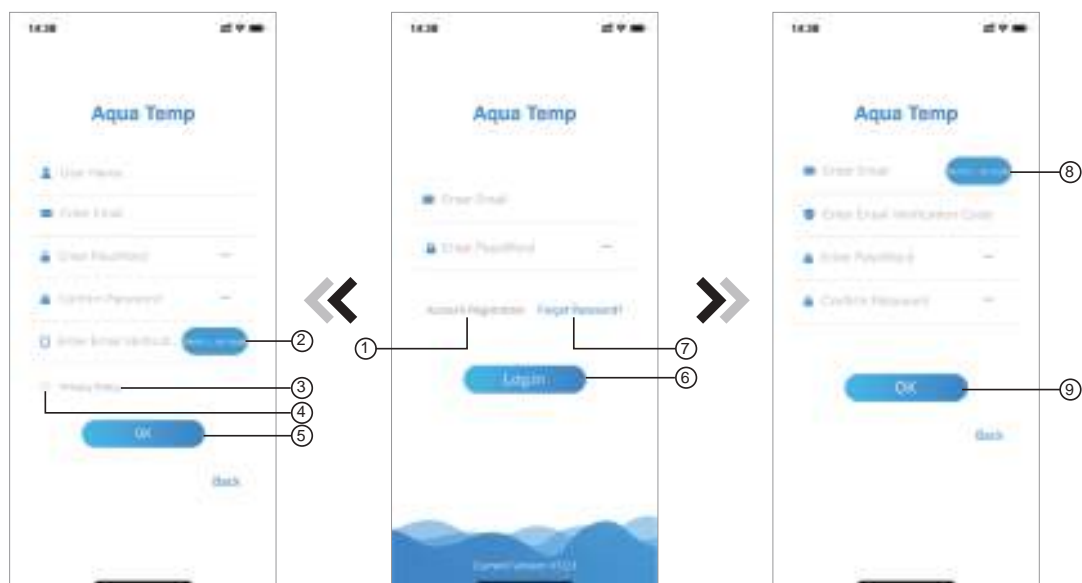 14:38
Aqua Temp
User Name
Enter Email
Enter PassWord
Confirm Password
②
③
Privacy Policy
④
OK
⑤
Back
14:38
Aqua Temp
Enter Email
Enter PassWord
Account Registration Forgot Password?
①
⑦
Login
⑥
14:38
Aqua Temp
Enter Email
⑧
Enter Email Verification Code
Enter PassWord
Confirm Password
OK
⑨
Back